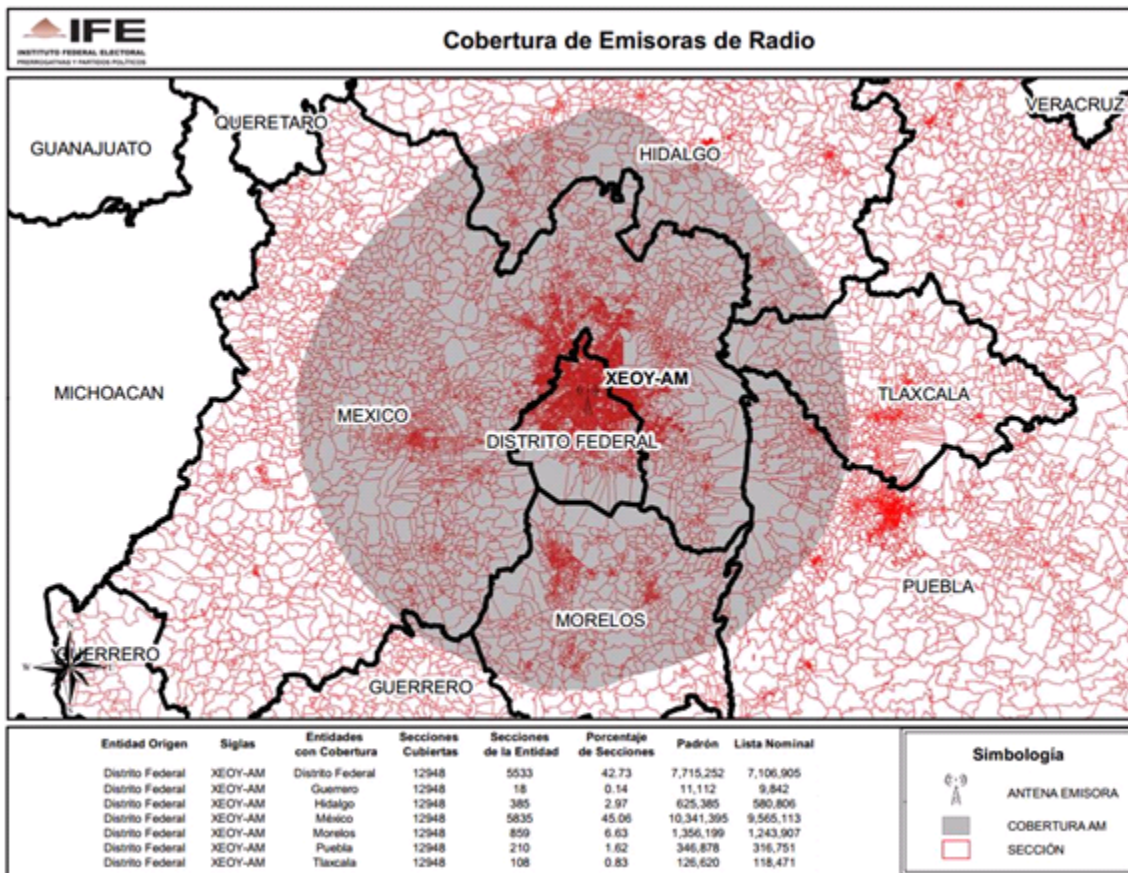 IFE
INSTITUTO FEDERAL ELECTORAL
PRERROGATIVAS Y PARTIDOS POLÍTICOS
Cobertura de Emisoras de Radio
GUANAJUATO
QUERETARO
HIDALGO
VERACRUZ
MICHOACAN
MEXICO
XEOY-AM
DISTRITO FEDERAL
TLAXCALA
PUEBLA
MORELOS
GUERRERO
GUERRERO
Entidad Origen Siglas Entidades con Cobertura Secciones Cubiertas Secciones de la Entidad Porcentaje de Secciones Padrón Lista Nominal
Distrito Federal XEOY-AM Distrito Federal 12948 5533 42.73 7,715,252 7,106,905
Distrito Federal XEOY-AM Guerrero 12948 18 0.14 11,112 9,842
Distrito Federal XEOY-AM Hidalgo 12948 385 2.97 625,385 580,806
Distrito Federal XEOY-AM México 12948 5835 45.06 10,341,395 9,565,113
Distrito Federal XEOY-AM Morelos 12948 859 6.63 1,356,199 1,243,907
Distrito Federal XEOY-AM Puebla 12948 210 1.62 346,878 316,751
Distrito Federal XEOY-AM Tlaxcala 12948 108 0.83 126,620 118,471
Simbología
ANTENA EMISORA
COBERTURA AM
SECCIÓN